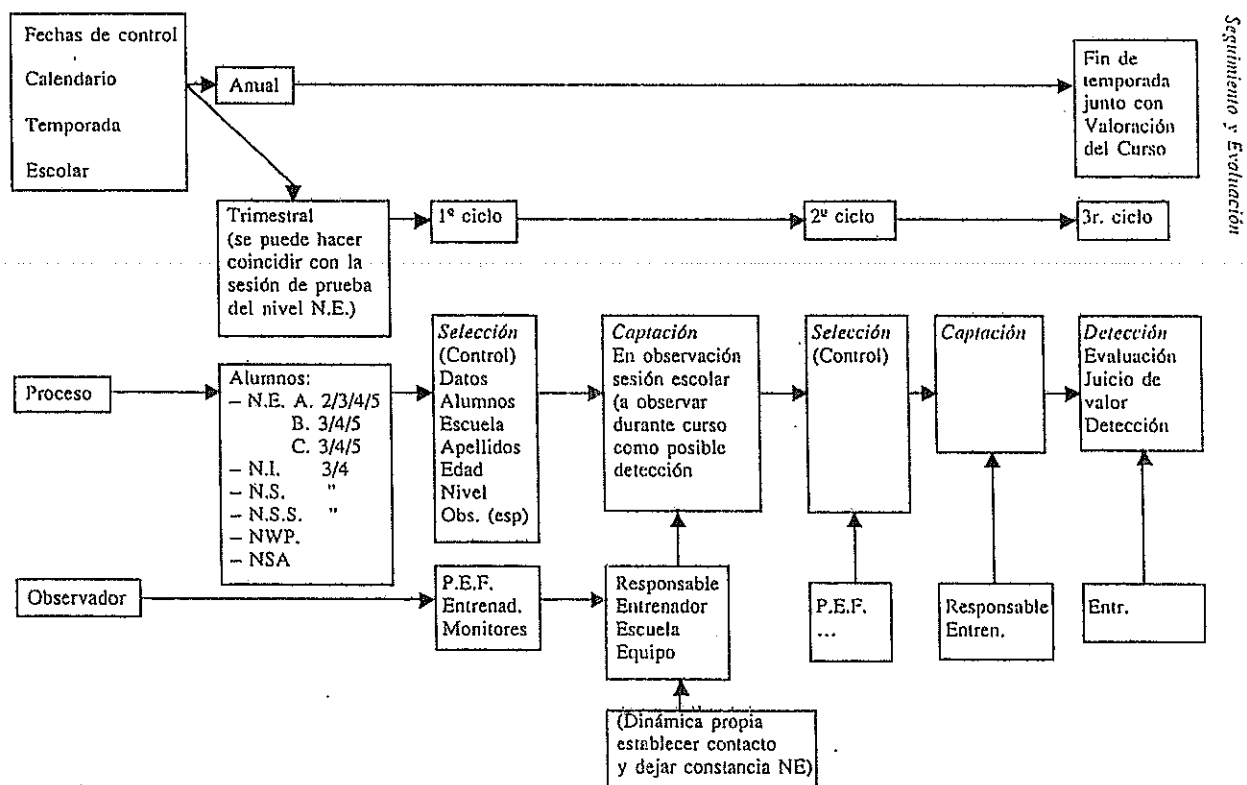 Fechas de control
Calendario
Temporada
Escolar
Anual
Fin de
temporada
junto con
Valoración
del Curso
Seguimiento y Evaluación
Trimestral
(se puede hacer
coincidir con la
sesión de prueba
del nivel N.E.)
1º ciclo
2º ciclo
3r. ciclo
Proceso
Alumnos:
– N.E. A. 2/3/4/5
B. 3/4/5
C. 3/4/5
– N.I. 3/4
– N.S. "
– N.S.S. "
– NWP.
– NSA
Selección
(Control)
Datos
Alumnos
Escuela
Apellidos
Edad
Nivel
Obs. (esp)
Captación
En observación
sesión escolar
(a observar
durante curso
como posible
detección
Selección
(Control)
Captación
Detección
Evaluación
Juicio de
valor
Detección
Observador
P.E.F.
Entrenad.
Monitores
Responsable
Entrenador
Escuela
Equipo
P.E.F.
...
Responsable
Entren.
Entr.
(Dinámica propia
establecer contacto
y dejar constancia NE)